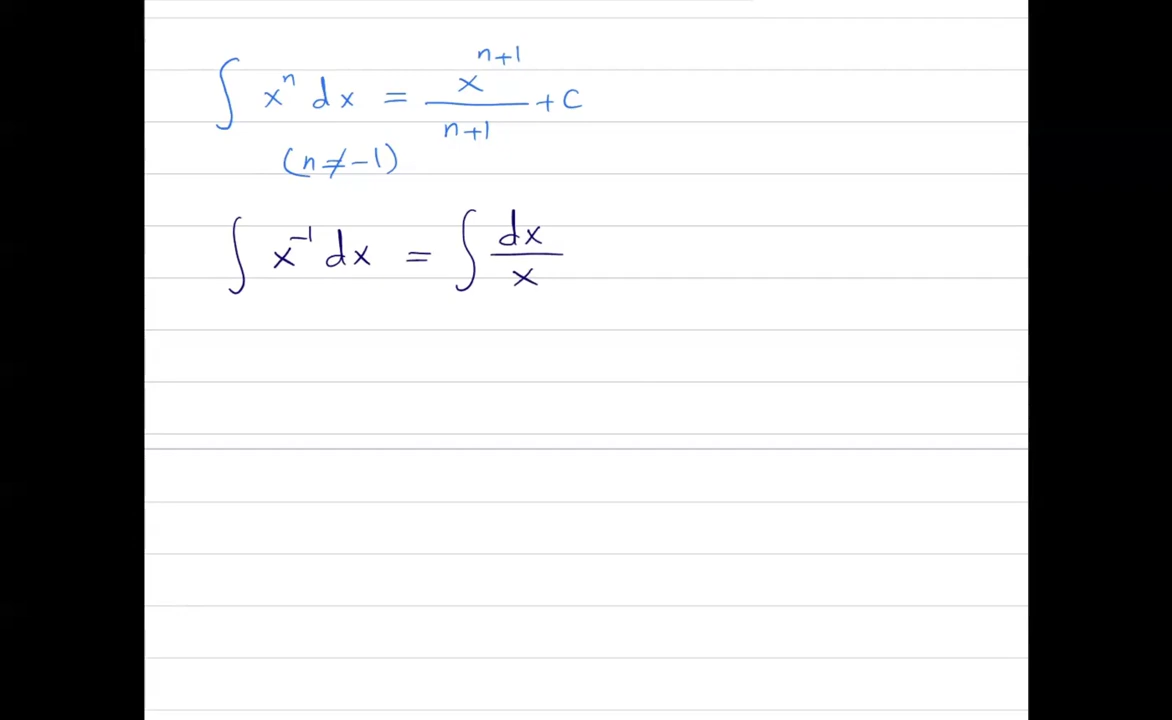 ∫ xⁿ dx = xⁿ⁺¹/(n+1) + C
(n ≠ -1)
∫ x⁻¹ dx = ∫ dx/x